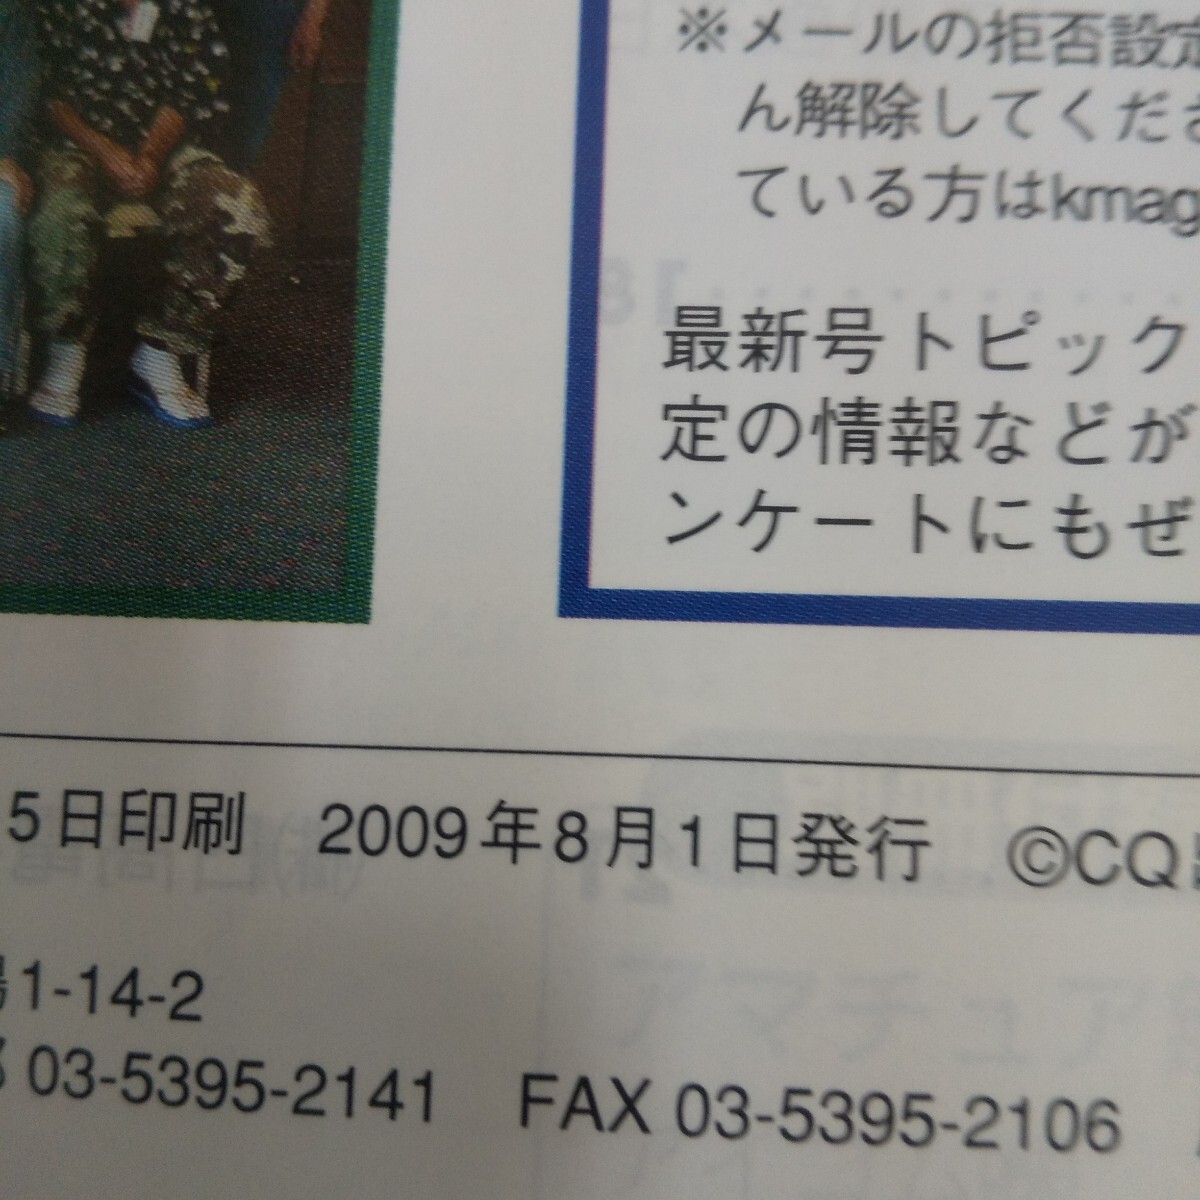 ※メールの拒否設定
ん解除してくださ
ている方はkmag
最新号トピック
定の情報などが
ンケートにもぜ
5日印刷　2009年8月1日発行　©CQ
1-14-2
03-5395-2141　FAX 03-5395-2106